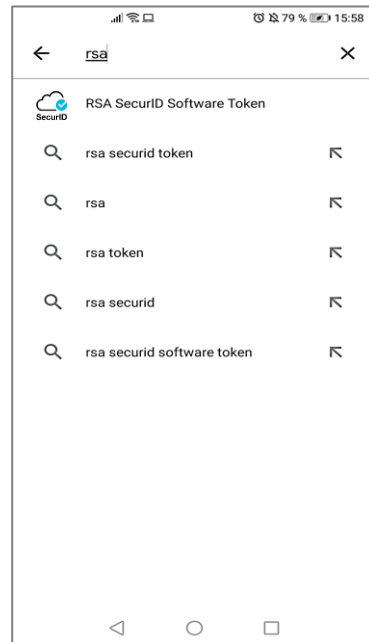 79 % 15:58
rsa
SecurID RSA SecurID Software Token
rsa securid token
rsa
rsa token
rsa securid
rsa securid software token